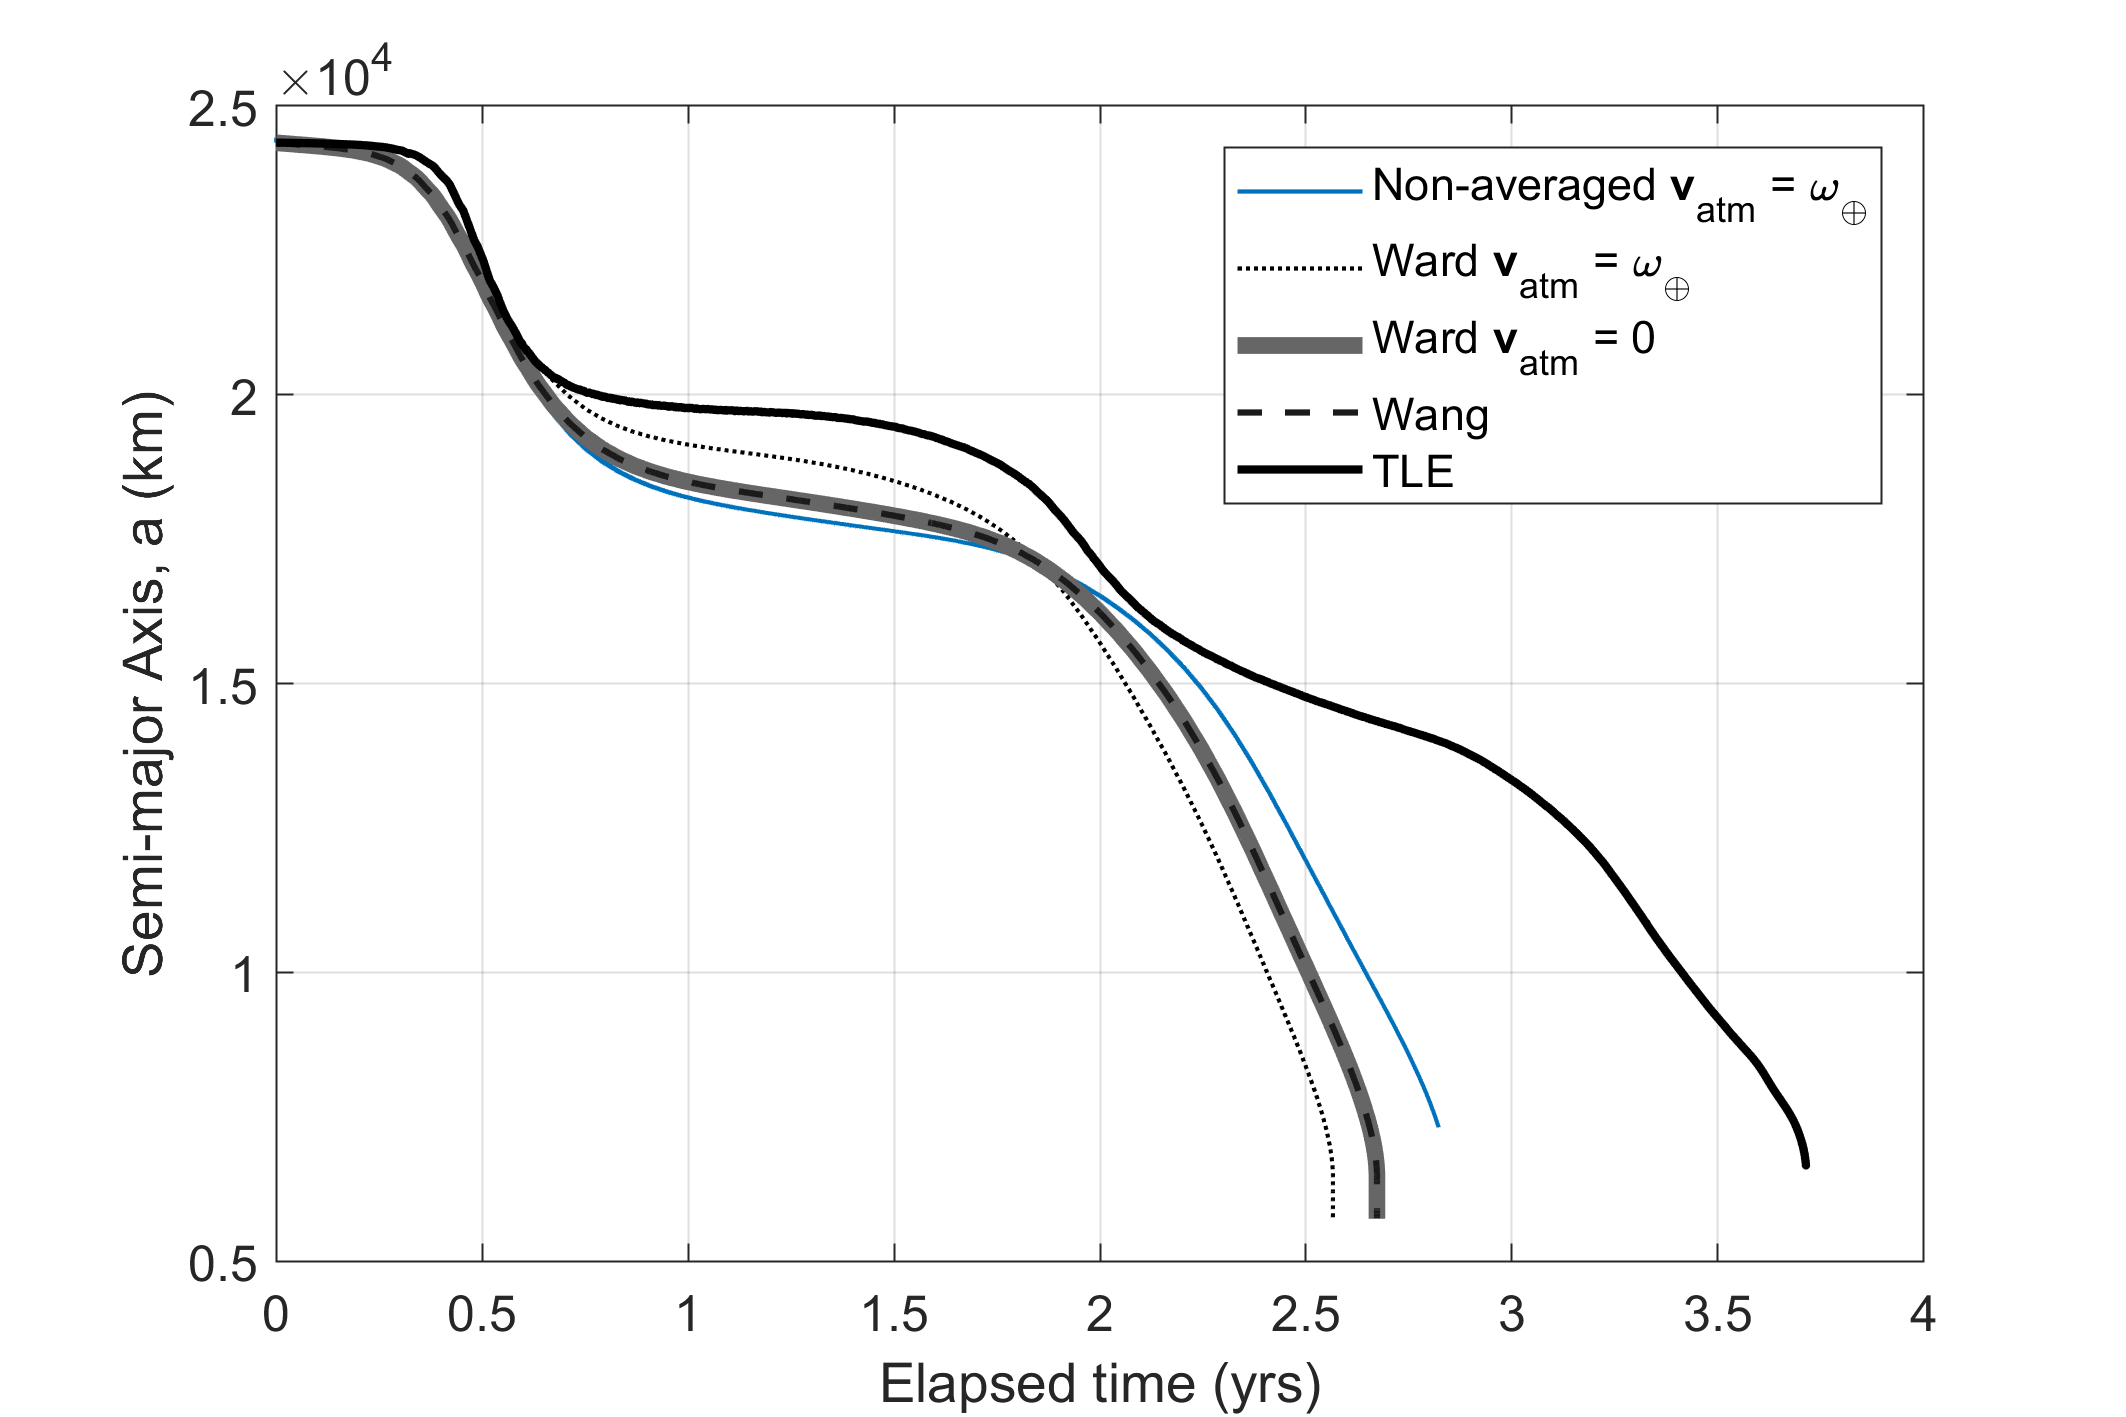 ×10⁴
2.5
2
1.5
1
0.5
Semi-major Axis, a (km)
0 0.5 1 1.5 2 2.5 3 3.5 4
Elapsed time (yrs)
Non-averaged v_atm = ω_⊕
Ward v_atm = ω_⊕
Ward v_atm = 0
Wang
TLE